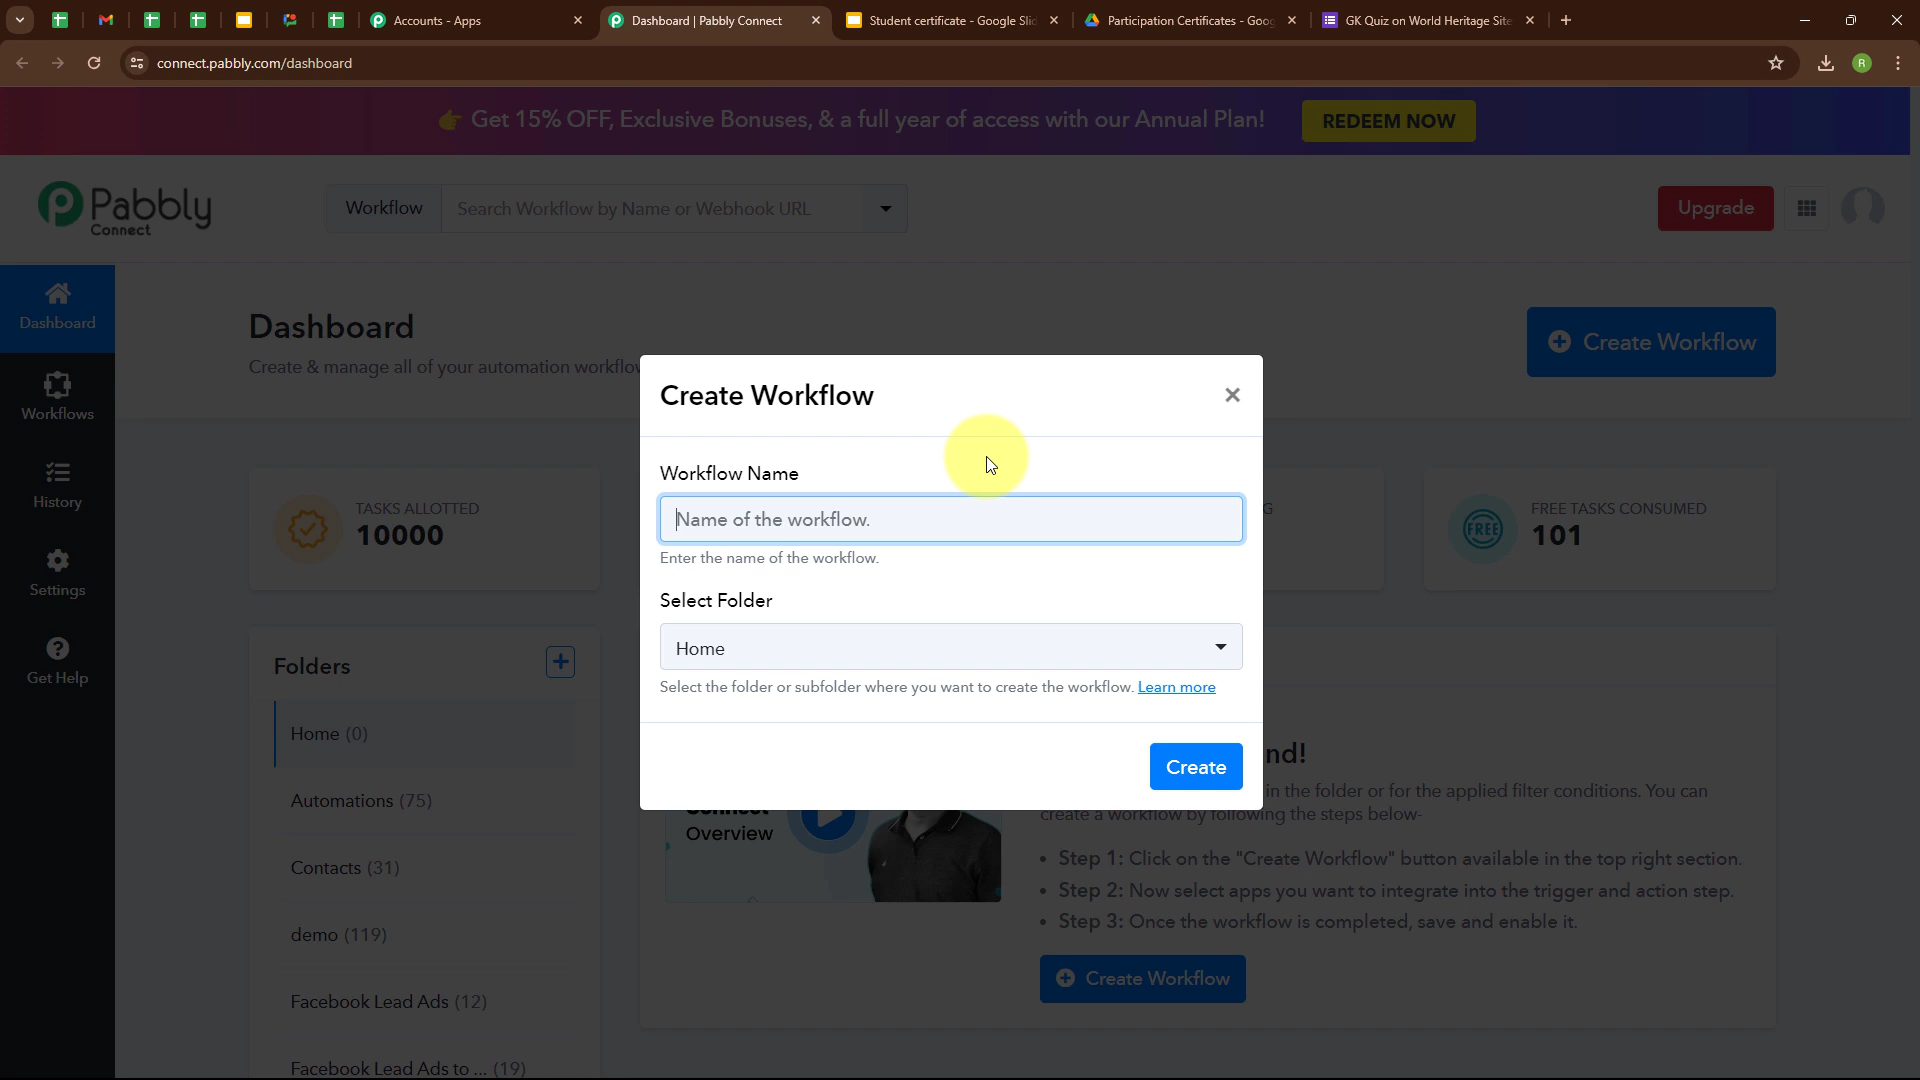 Accounts - Apps
Dashboard | Pabbly Connect
Student certificate - Google Slid
Participation Certificates - Goog
GK Quiz on World Heritage Site
connect.pabbly.com/dashboard
R
👉 Get 15% OFF, Exclusive Bonuses, & a full year of access with our Annual Plan!
REDEEM NOW
Pabbly
Connect
Workflow
Search Workflow by Name or Webhook URL
Upgrade
Dashboard
Workflows
History
Settings
Get Help
Dashboard
Create & manage all of your automation workflo
Create Workflow
TASKS ALLOTTED
10000
G
FREE
FREE TASKS CONSUMED
101
Create Workflow
Workflow Name
Name of the workflow.
Enter the name of the workflow.
Select Folder
Home
Select the folder or subfolder where you want to create the workflow. Learn more
Create
Folders
Home (0)
Automations (75)
Contacts (31)
demo (119)
Facebook Lead Ads (12)
Facebook Lead Ads to ... (19)
Connect
Overview
nd!
in the folder or for the applied filter conditions. You can
create a workflow by following the steps below-
• Step 1: Click on the "Create Workflow" button available in the top right section.
• Step 2: Now select apps you want to integrate into the trigger and action step.
• Step 3: Once the workflow is completed, save and enable it.
Create Workflow